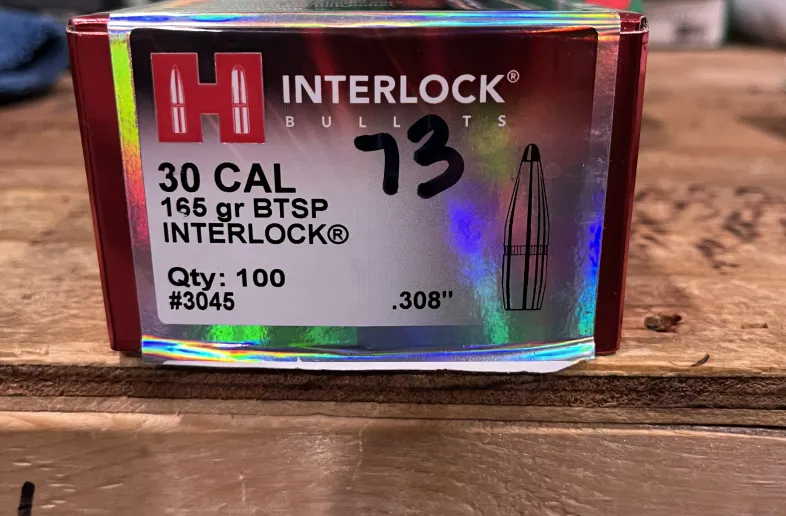 H INTERLOCK®
BULLETS
73
30 CAL
165 gr BTSP
INTERLOCK®
Qty: 100
#3045 .308"